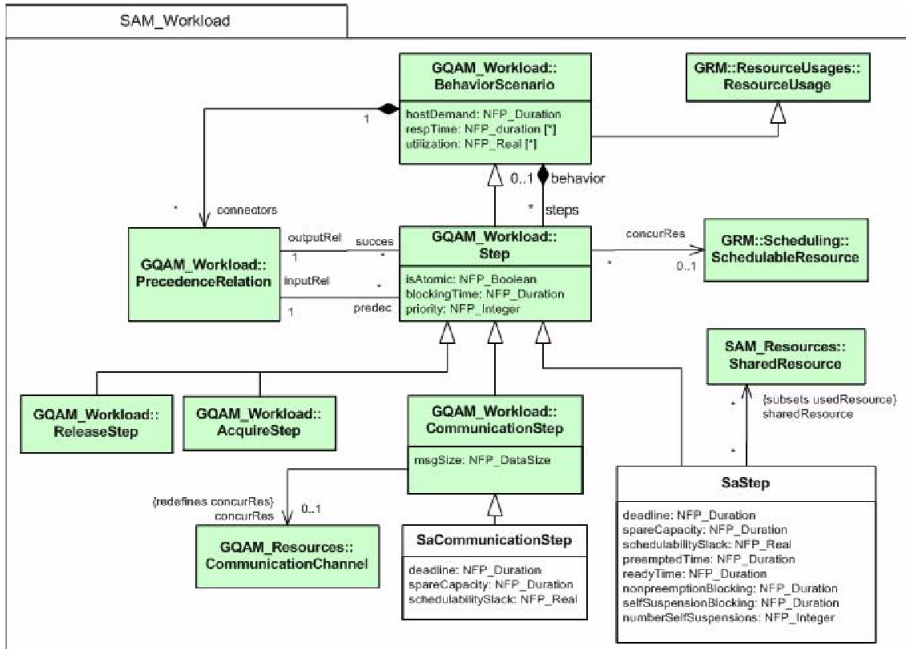 SAM_Workload
GQAM_Workload::
BehaviorScenario
hostDemand: NFP_Duration
respTime: NFP_duration [*]
utilization: NFP_Real [*]
GRM::ResourceUsages::
ResourceUsage
1
0..1
behavior
*
steps
*
connectors
GQAM_Workload::
PrecedenceRelation
outputRel
1
succes
*
inputRel
1
*
predec
GQAM_Workload::
Step
isAtomic: NFP_Boolean
blockingTime: NFP_Duration
priority: NFP_Integer
concurRes
*
0..1
GRM::Scheduling::
SchedulableResource
SAM_Resources::
SharedResource
*
{subsets usedResource}
sharedResource
*
GQAM_Workload::
ReleaseStep
GQAM_Workload::
AcquireStep
GQAM_Workload::
CommunicationStep
msgSize: NFP_DataSize
{redefines concurRes}
concurRes
0..1
GQAM_Resources::
CommunicationChannel
SaCommunicationStep
deadline: NFP_Duration
spareCapacity: NFP_Duration
schedulabilitySlack: NFP_Real
SaStep
deadline: NFP_Duration
spareCapacity: NFP_Duration
schedulabilitySlack: NFP_Real
preemptedTime: NFP_Duration
readyTime: NFP_Duration
nonpreemptionBlocking: NFP_Duration
selfSuspensionBlocking: NFP_Duration
numberSelfSuspensions: NFP_Integer